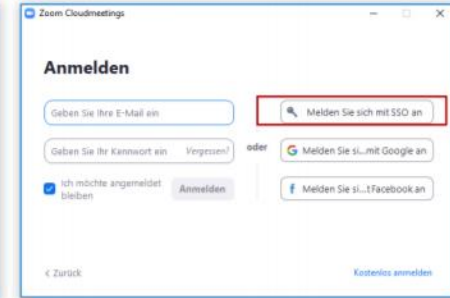 Zoom Cloudmeetings
Anmelden
Geben Sie Ihre E-Mail ein
Geben Sie Ihr Kennwort ein Vergessen?
Ich möchte angemeldet
bleiben
Anmelden
oder
Melden Sie sich mit SSO an
Melden Sie si...mit Google an
Melden Sie si...t Facebook an
< Zurück
Kostenlos anmelden